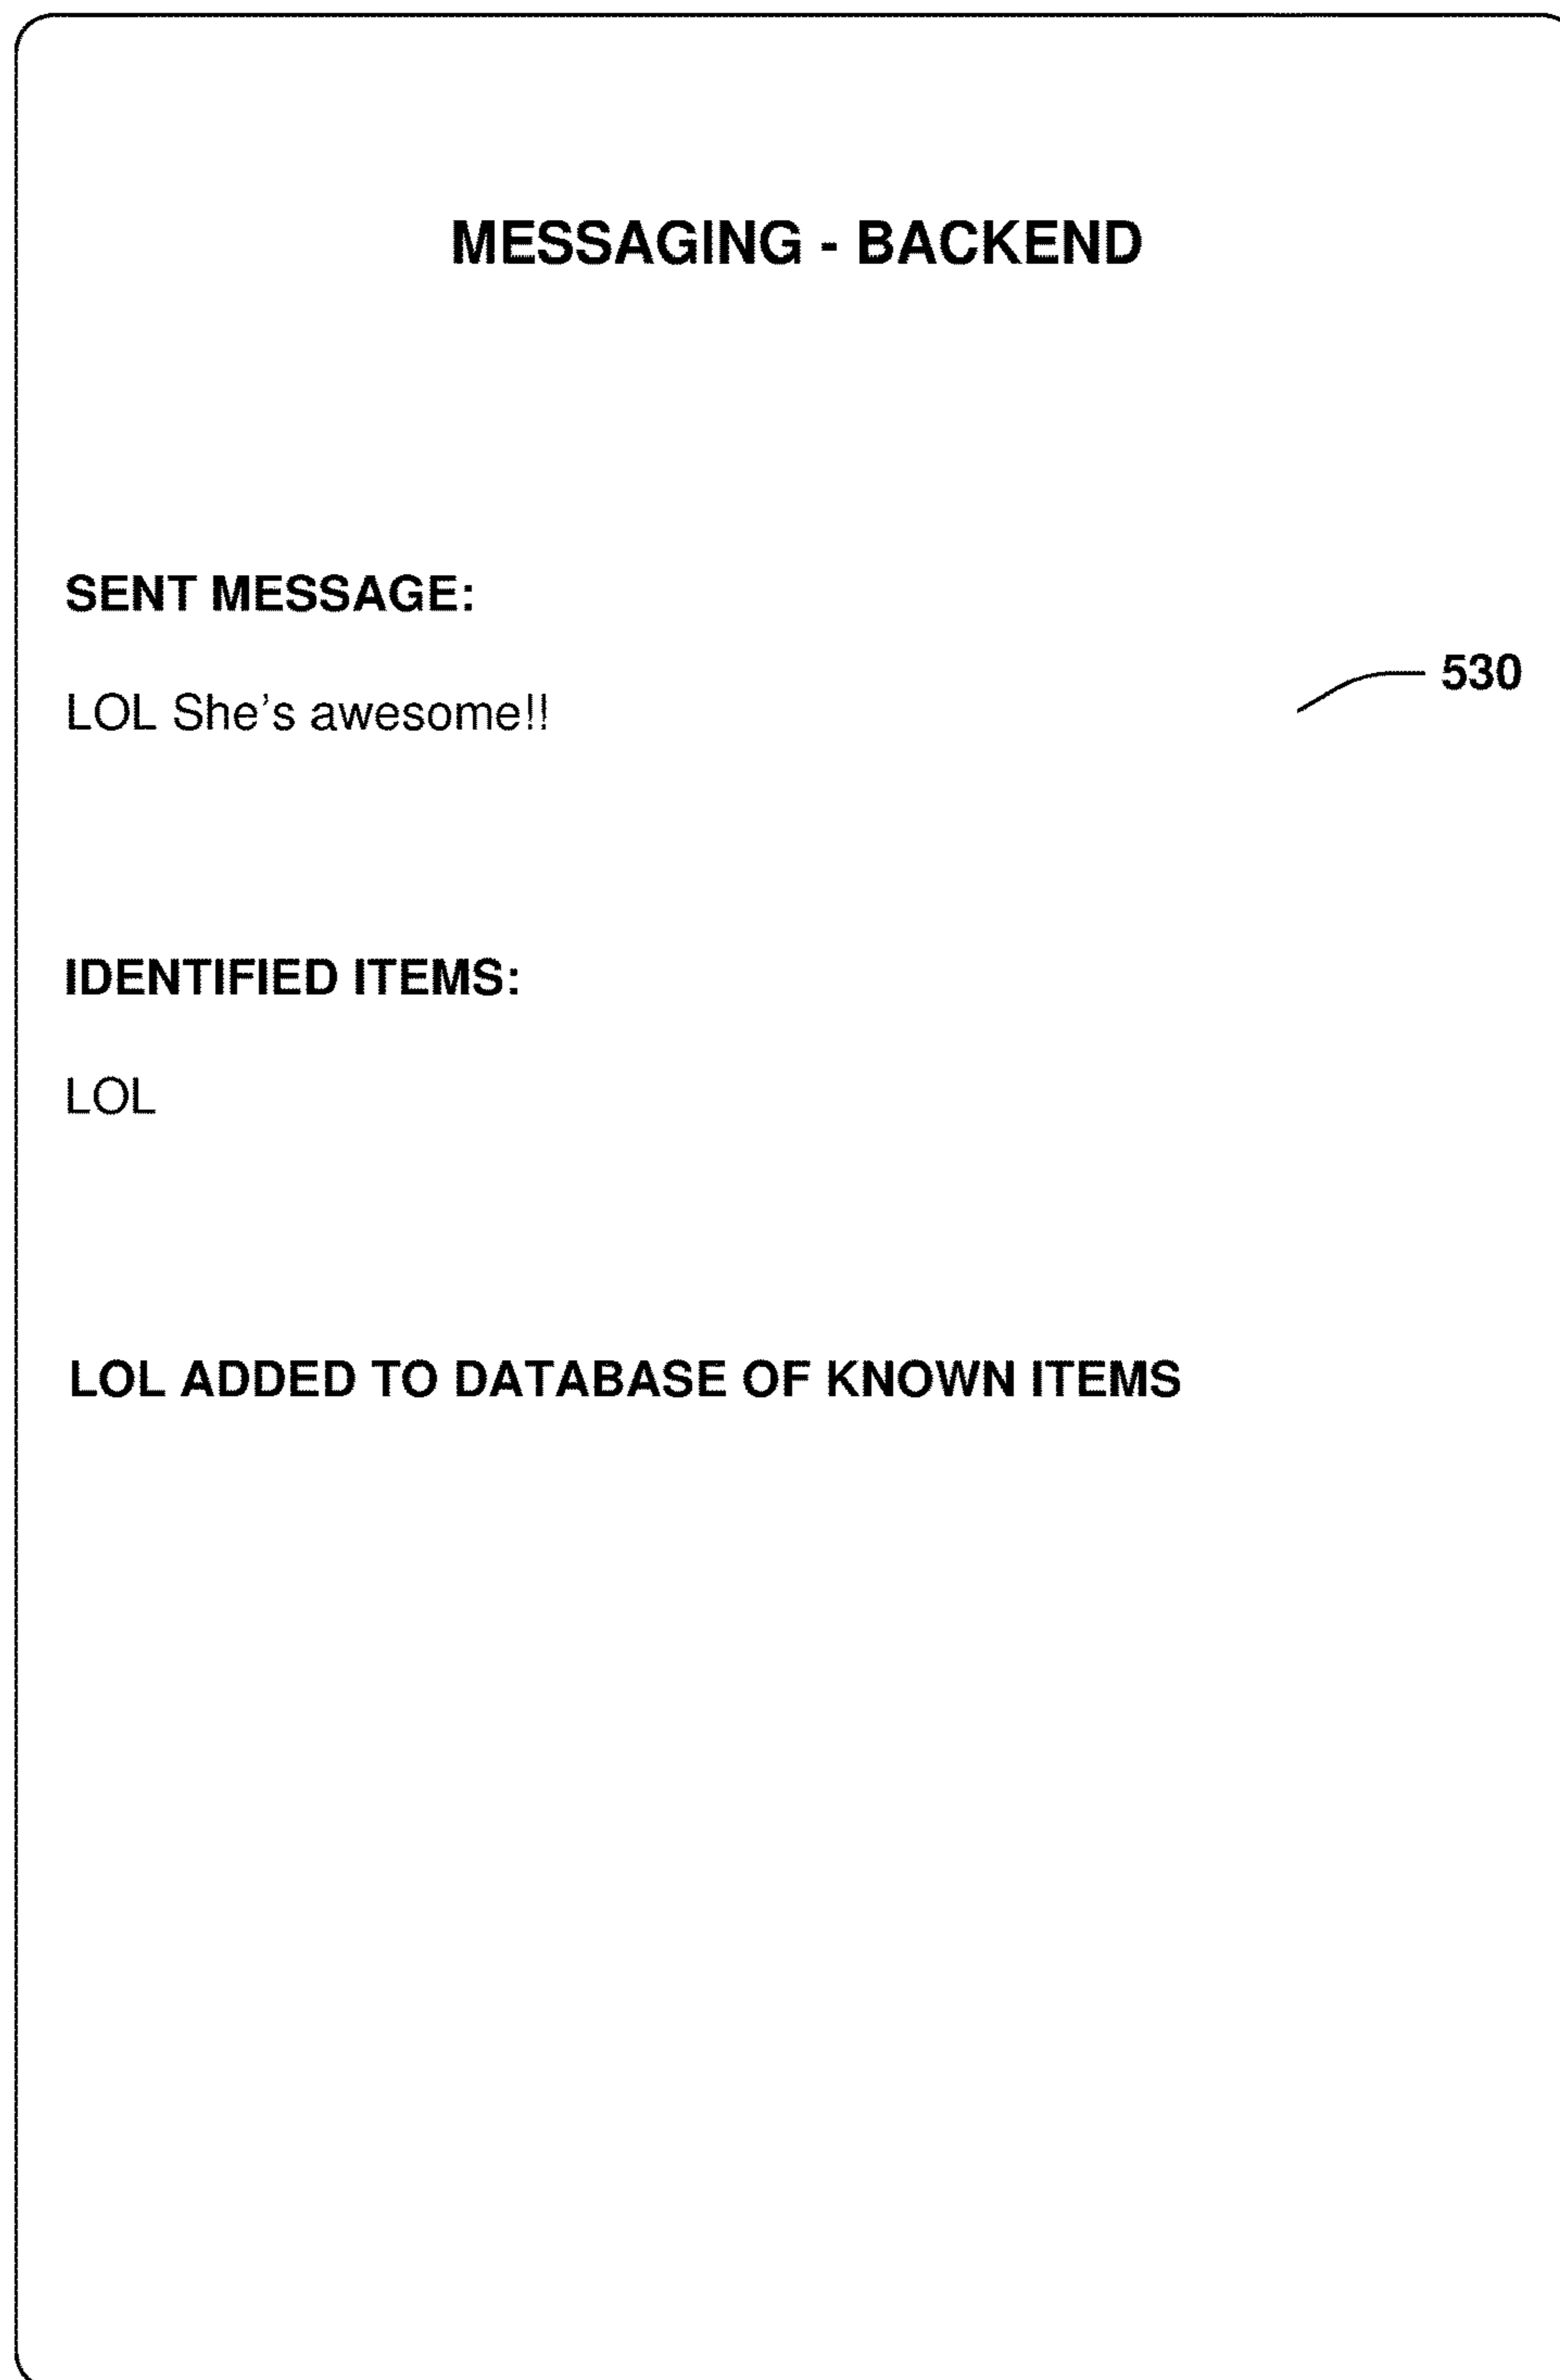 MESSAGING - BACKEND
SENT MESSAGE:
530
LOL She's awesome!!
IDENTIFIED ITEMS:
LOL
LOL ADDED TO DATABASE OF KNOWN ITEMS